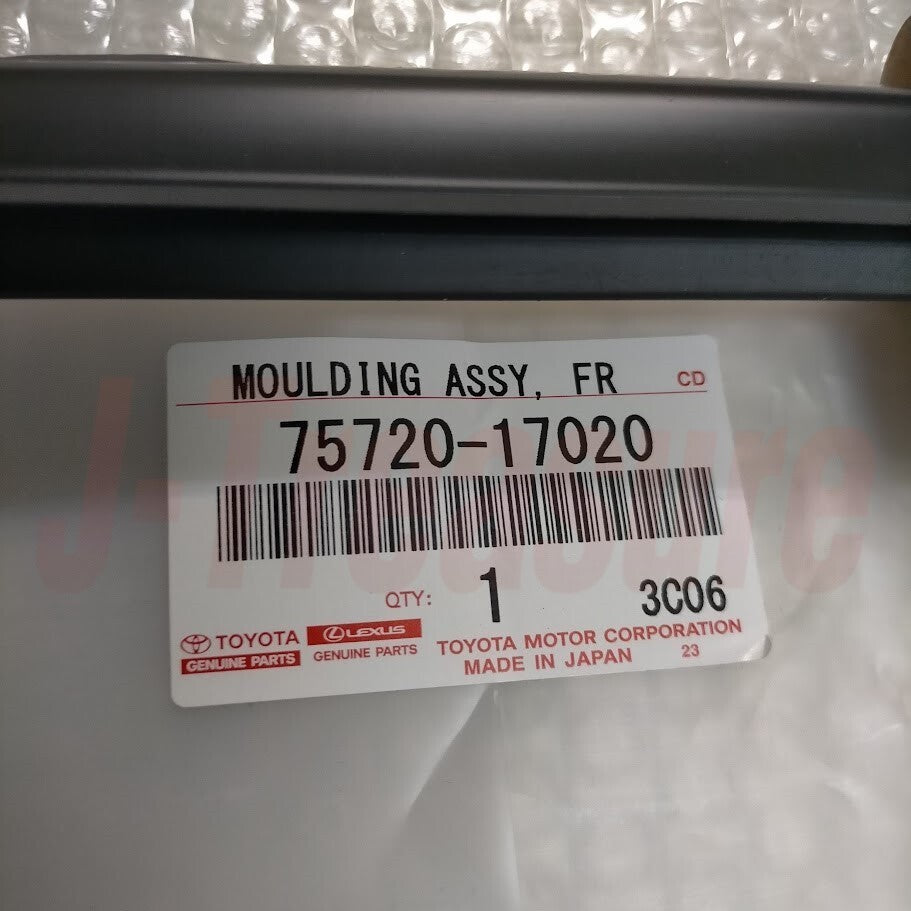 MOULDING ASSY, FR CD
75720-17020
QTY: 1 3C06
TOYOTA LEXUS TOYOTA MOTOR CORPORATION
GENUINE PARTS GENUINE PARTS MADE IN JAPAN 23
J-Treasure